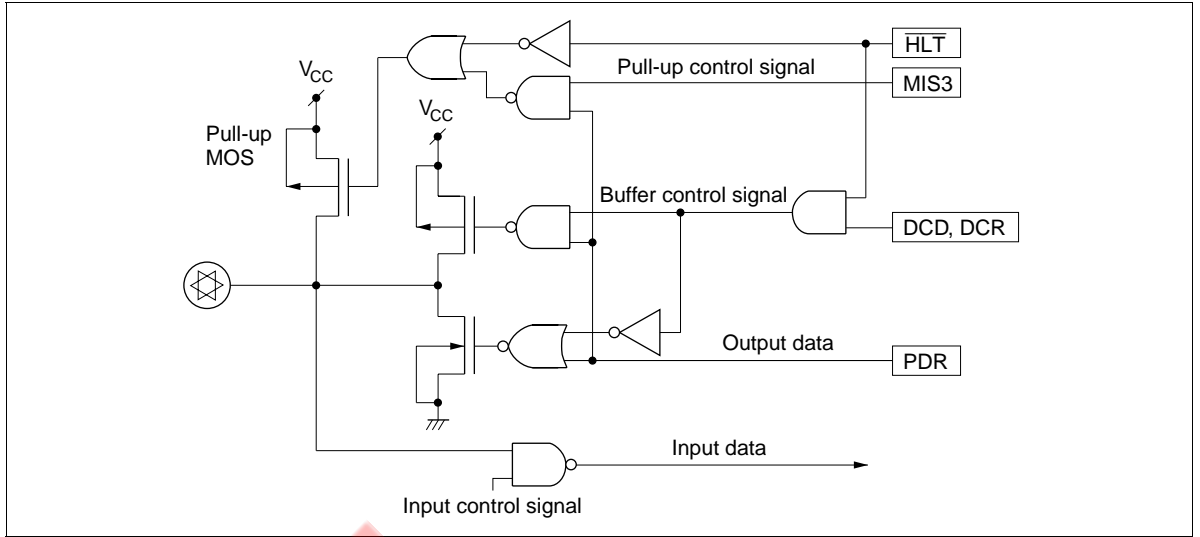 HLT
Pull-up control signal
MIS3
VCC
VCC
Pull-up
MOS
Buffer control signal
DCD, DCR
Output data
PDR
Input data
Input control signal